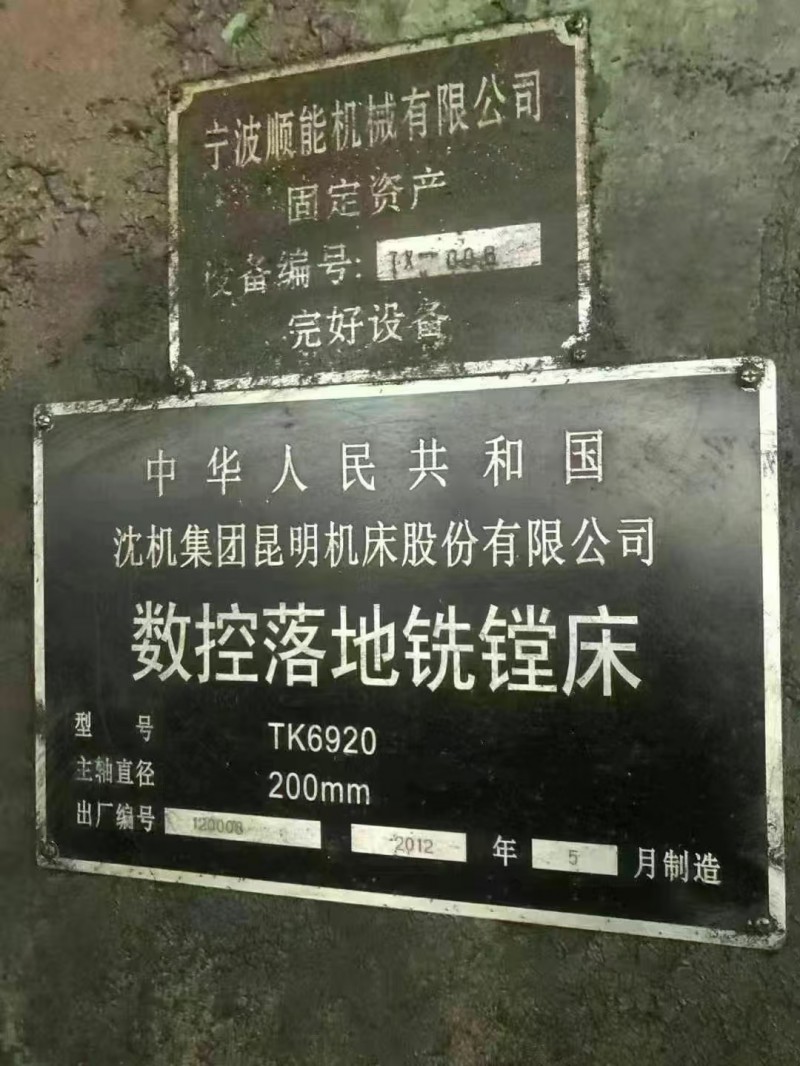 宁波顺能机械有限公司
固定资产
设备编号:
完好设备
中华人民共和国
沈机集团昆明机床股份有限公司
数控落地铣镗床
型 号 TK6920
主轴直径 200mm
出厂编号 120008 2012 年 5 月制造